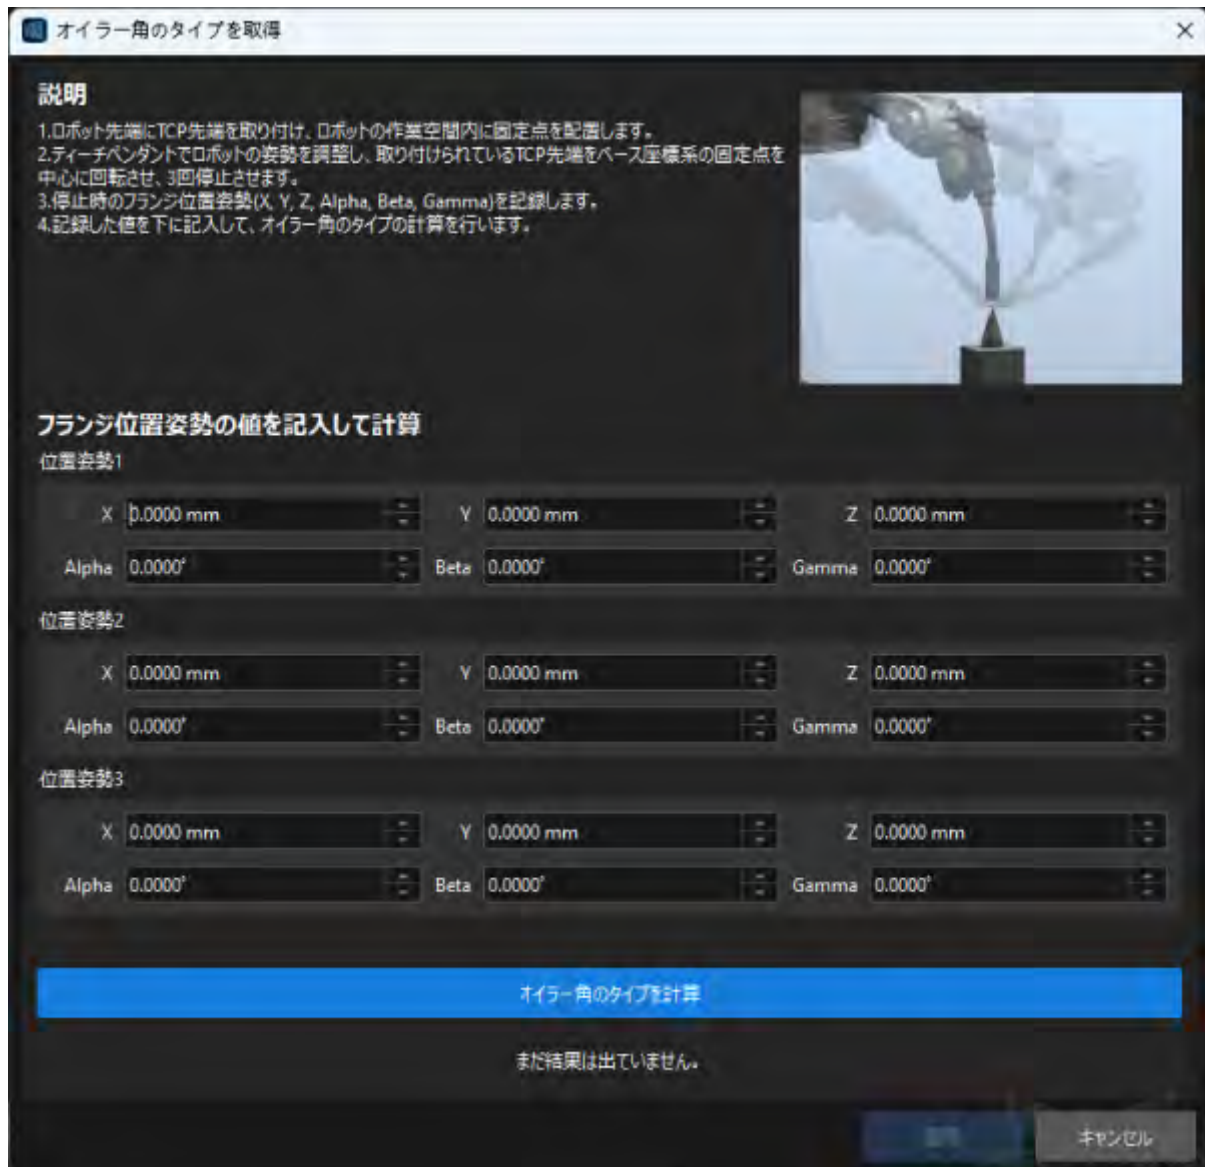 オイラー角のタイプを取得
説明
1.ロボット先端にTCP先端を取り付け、ロボットの作業空間内に固定点を配置します。
2.ティーチペンダントでロボットの姿勢を調整し、取り付けられているTCP先端をベース座標系の固定点を
中心に回転させ、3回停止させます。
3.停止時のフランジ位置姿勢(X, Y, Z, Alpha, Beta, Gamma)を記録します。
4.記録した値を下に記入して、オイラー角のタイプの計算を行います。
フランジ位置姿勢の値を記入して計算
位置姿勢1
X 0.0000 mm Y 0.0000 mm Z 0.0000 mm
Alpha 0.0000° Beta 0.0000° Gamma 0.0000°
位置姿勢2
X 0.0000 mm Y 0.0000 mm Z 0.0000 mm
Alpha 0.0000° Beta 0.0000° Gamma 0.0000°
位置姿勢3
X 0.0000 mm Y 0.0000 mm Z 0.0000 mm
Alpha 0.0000° Beta 0.0000° Gamma 0.0000°
オイラー角のタイプを計算
まだ結果は出ていません。
キャンセル